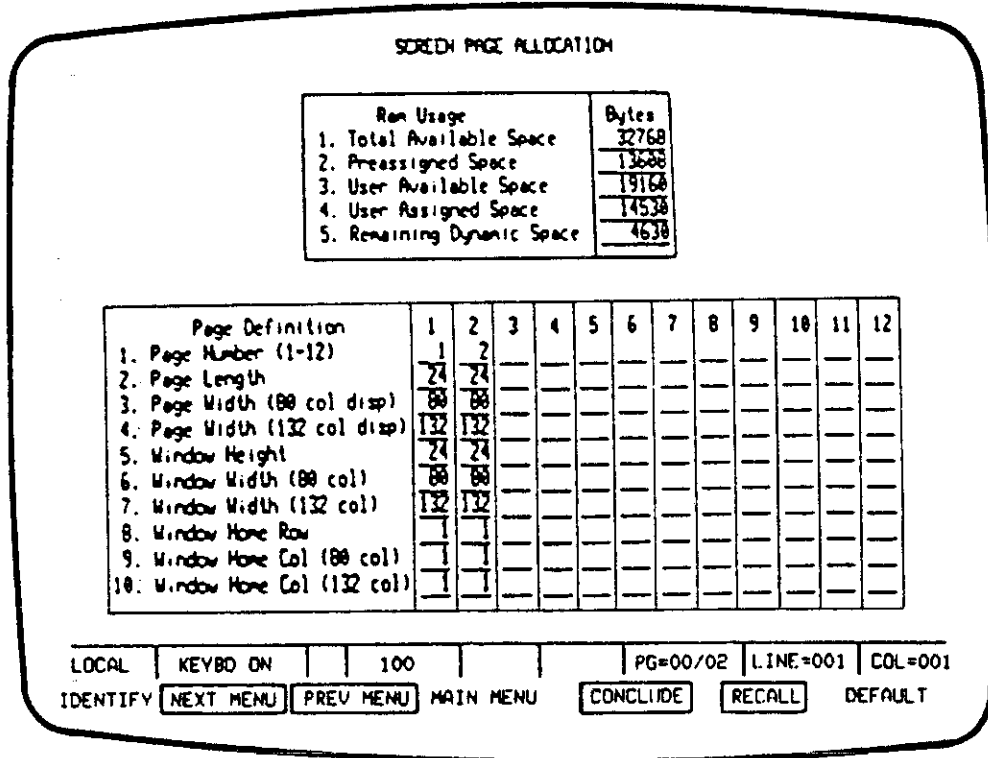 SCREEN PAGE ALLOCATION
Ram Usage Bytes
1. Total Available Space 32768
2. Preassigned Space 13608
3. User Available Space 19160
4. User Assigned Space 14530
5. Remaining Dynamic Space 4630
Page Definition 1 2 3 4 5 6 7 8 9 10 11 12
1. Page Number (1-12) 1 2
2. Page Length 24 24
3. Page Width (80 col disp) 80 80
4. Page Width (132 col disp) 132 132
5. Window Height 24 24
6. Window Width (80 col) 80 80
7. Window Width (132 col) 132 132
8. Window Home Row 1 1
9. Window Home Col (80 col) 1 1
10. Window Home Col (132 col) 1 1
LOCAL KEYBD ON 100 PG=00/02 LINE=001 COL=001
IDENTIFY NEXT MENU PREV MENU MAIN MENU CONCLUDE RECALL DEFAULT